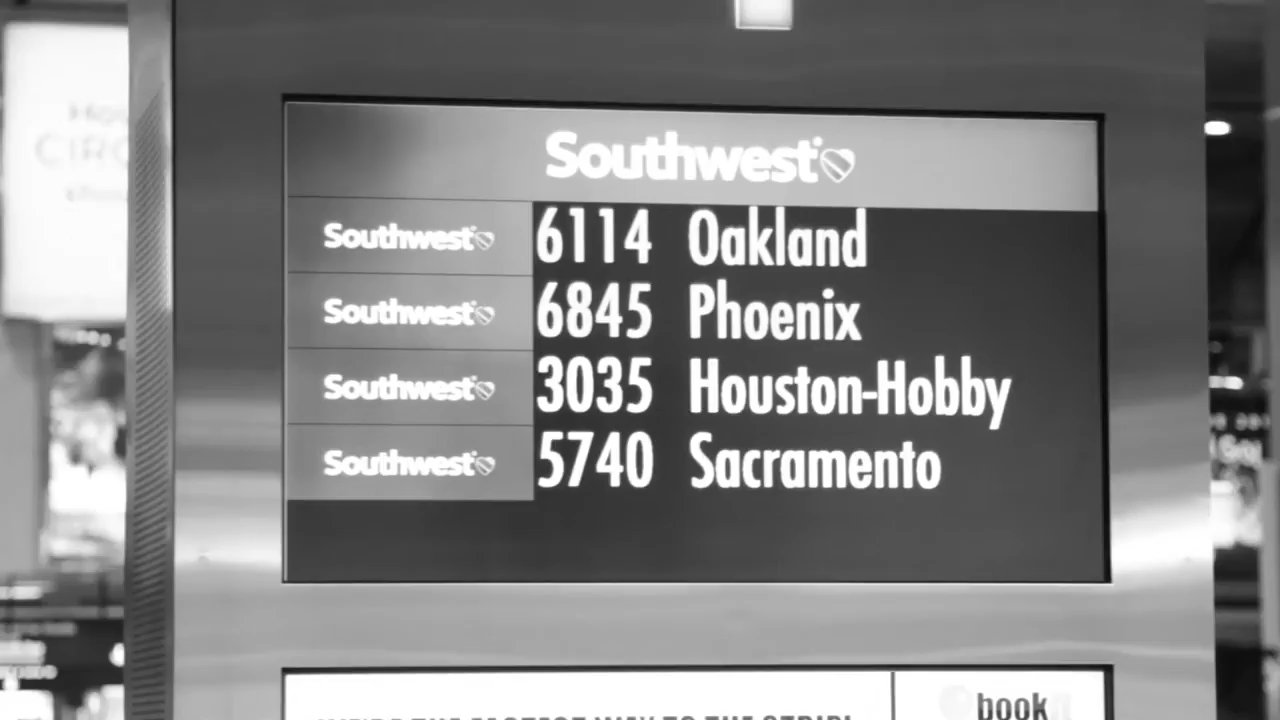 Southwest
Southwest 6114 Oakland
Southwest 6845 Phoenix
Southwest 3035 Houston-Hobby
Southwest 5740 Sacramento
book